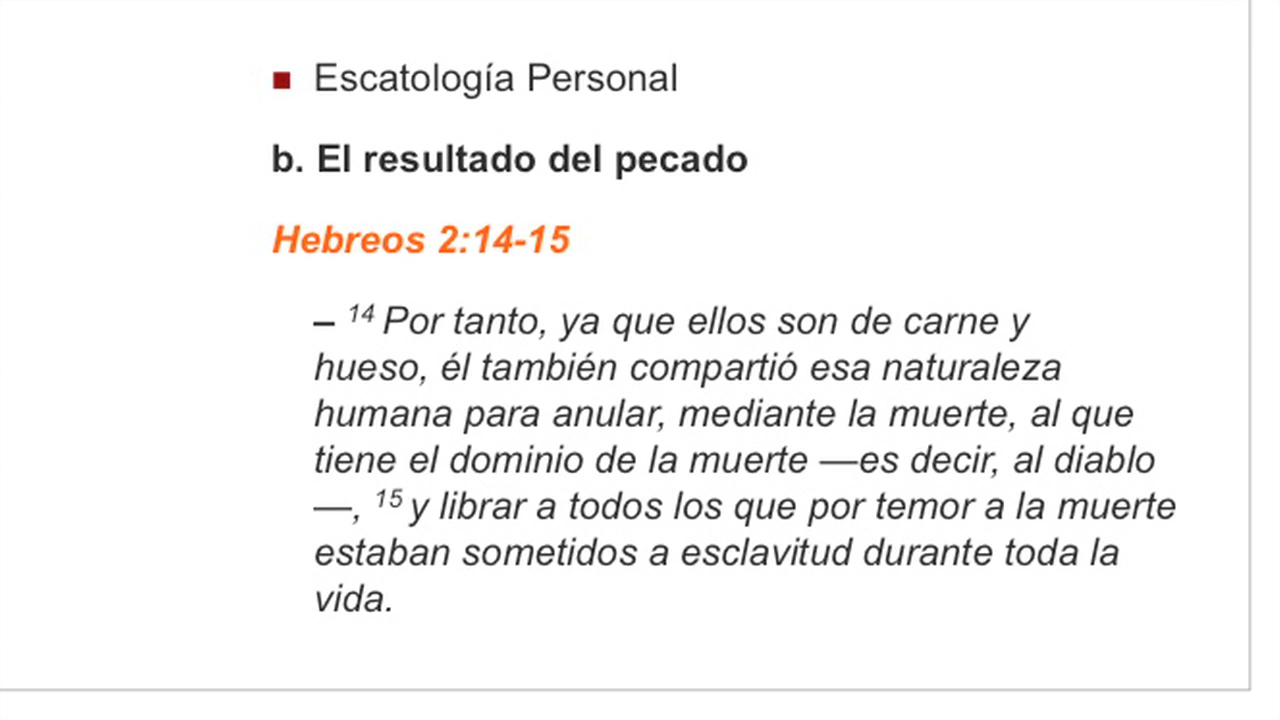 ■ Escatología Personal
b. El resultado del pecado
Hebreos 2:14-15
– 14 Por tanto, ya que ellos son de carne y
hueso, él también compartió esa naturaleza
humana para anular, mediante la muerte, al que
tiene el dominio de la muerte —es decir, al diablo
—, 15 y librar a todos los que por temor a la muerte
estaban sometidos a esclavitud durante toda la
vida.